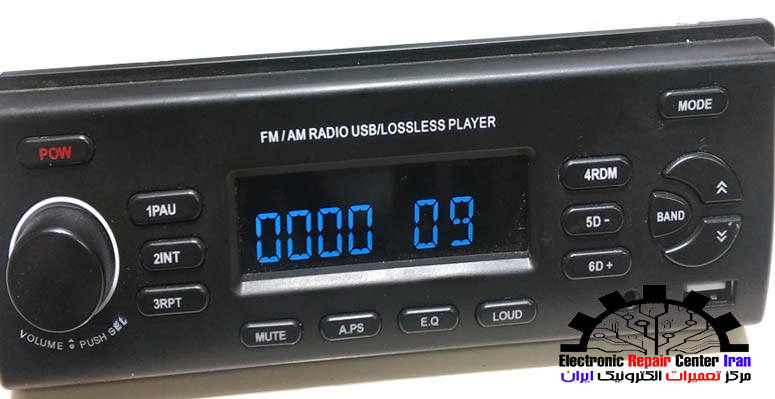 MODE
FM / AM RADIO USB/LOSSLESS PLAYER
POW
4RDM
1PAU
BAND
5D -
0000 09
2INT
6D +
3RPT
VOLUME PUSH SEL
MUTE
A.PS
E.Q
LOUD
Electronic Repair Center Iran
مرکز تعمیرات الکترونیک ایران